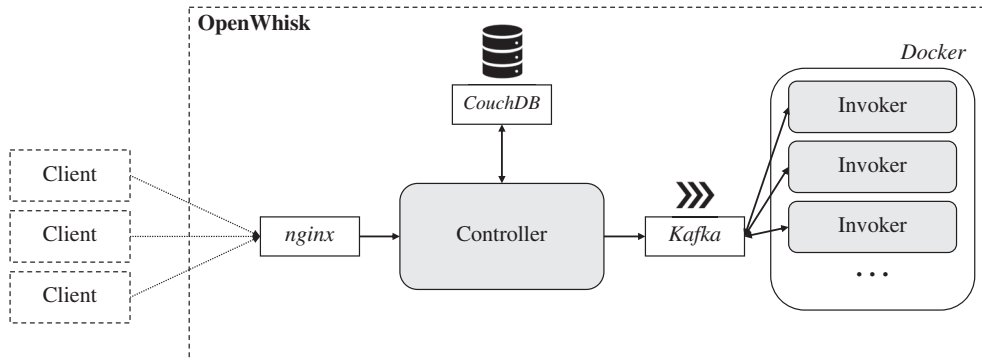 OpenWhisk
Docker
CouchDB
Invoker
Invoker
Invoker
...
Client
Client
Client
nginx
Controller
Kafka